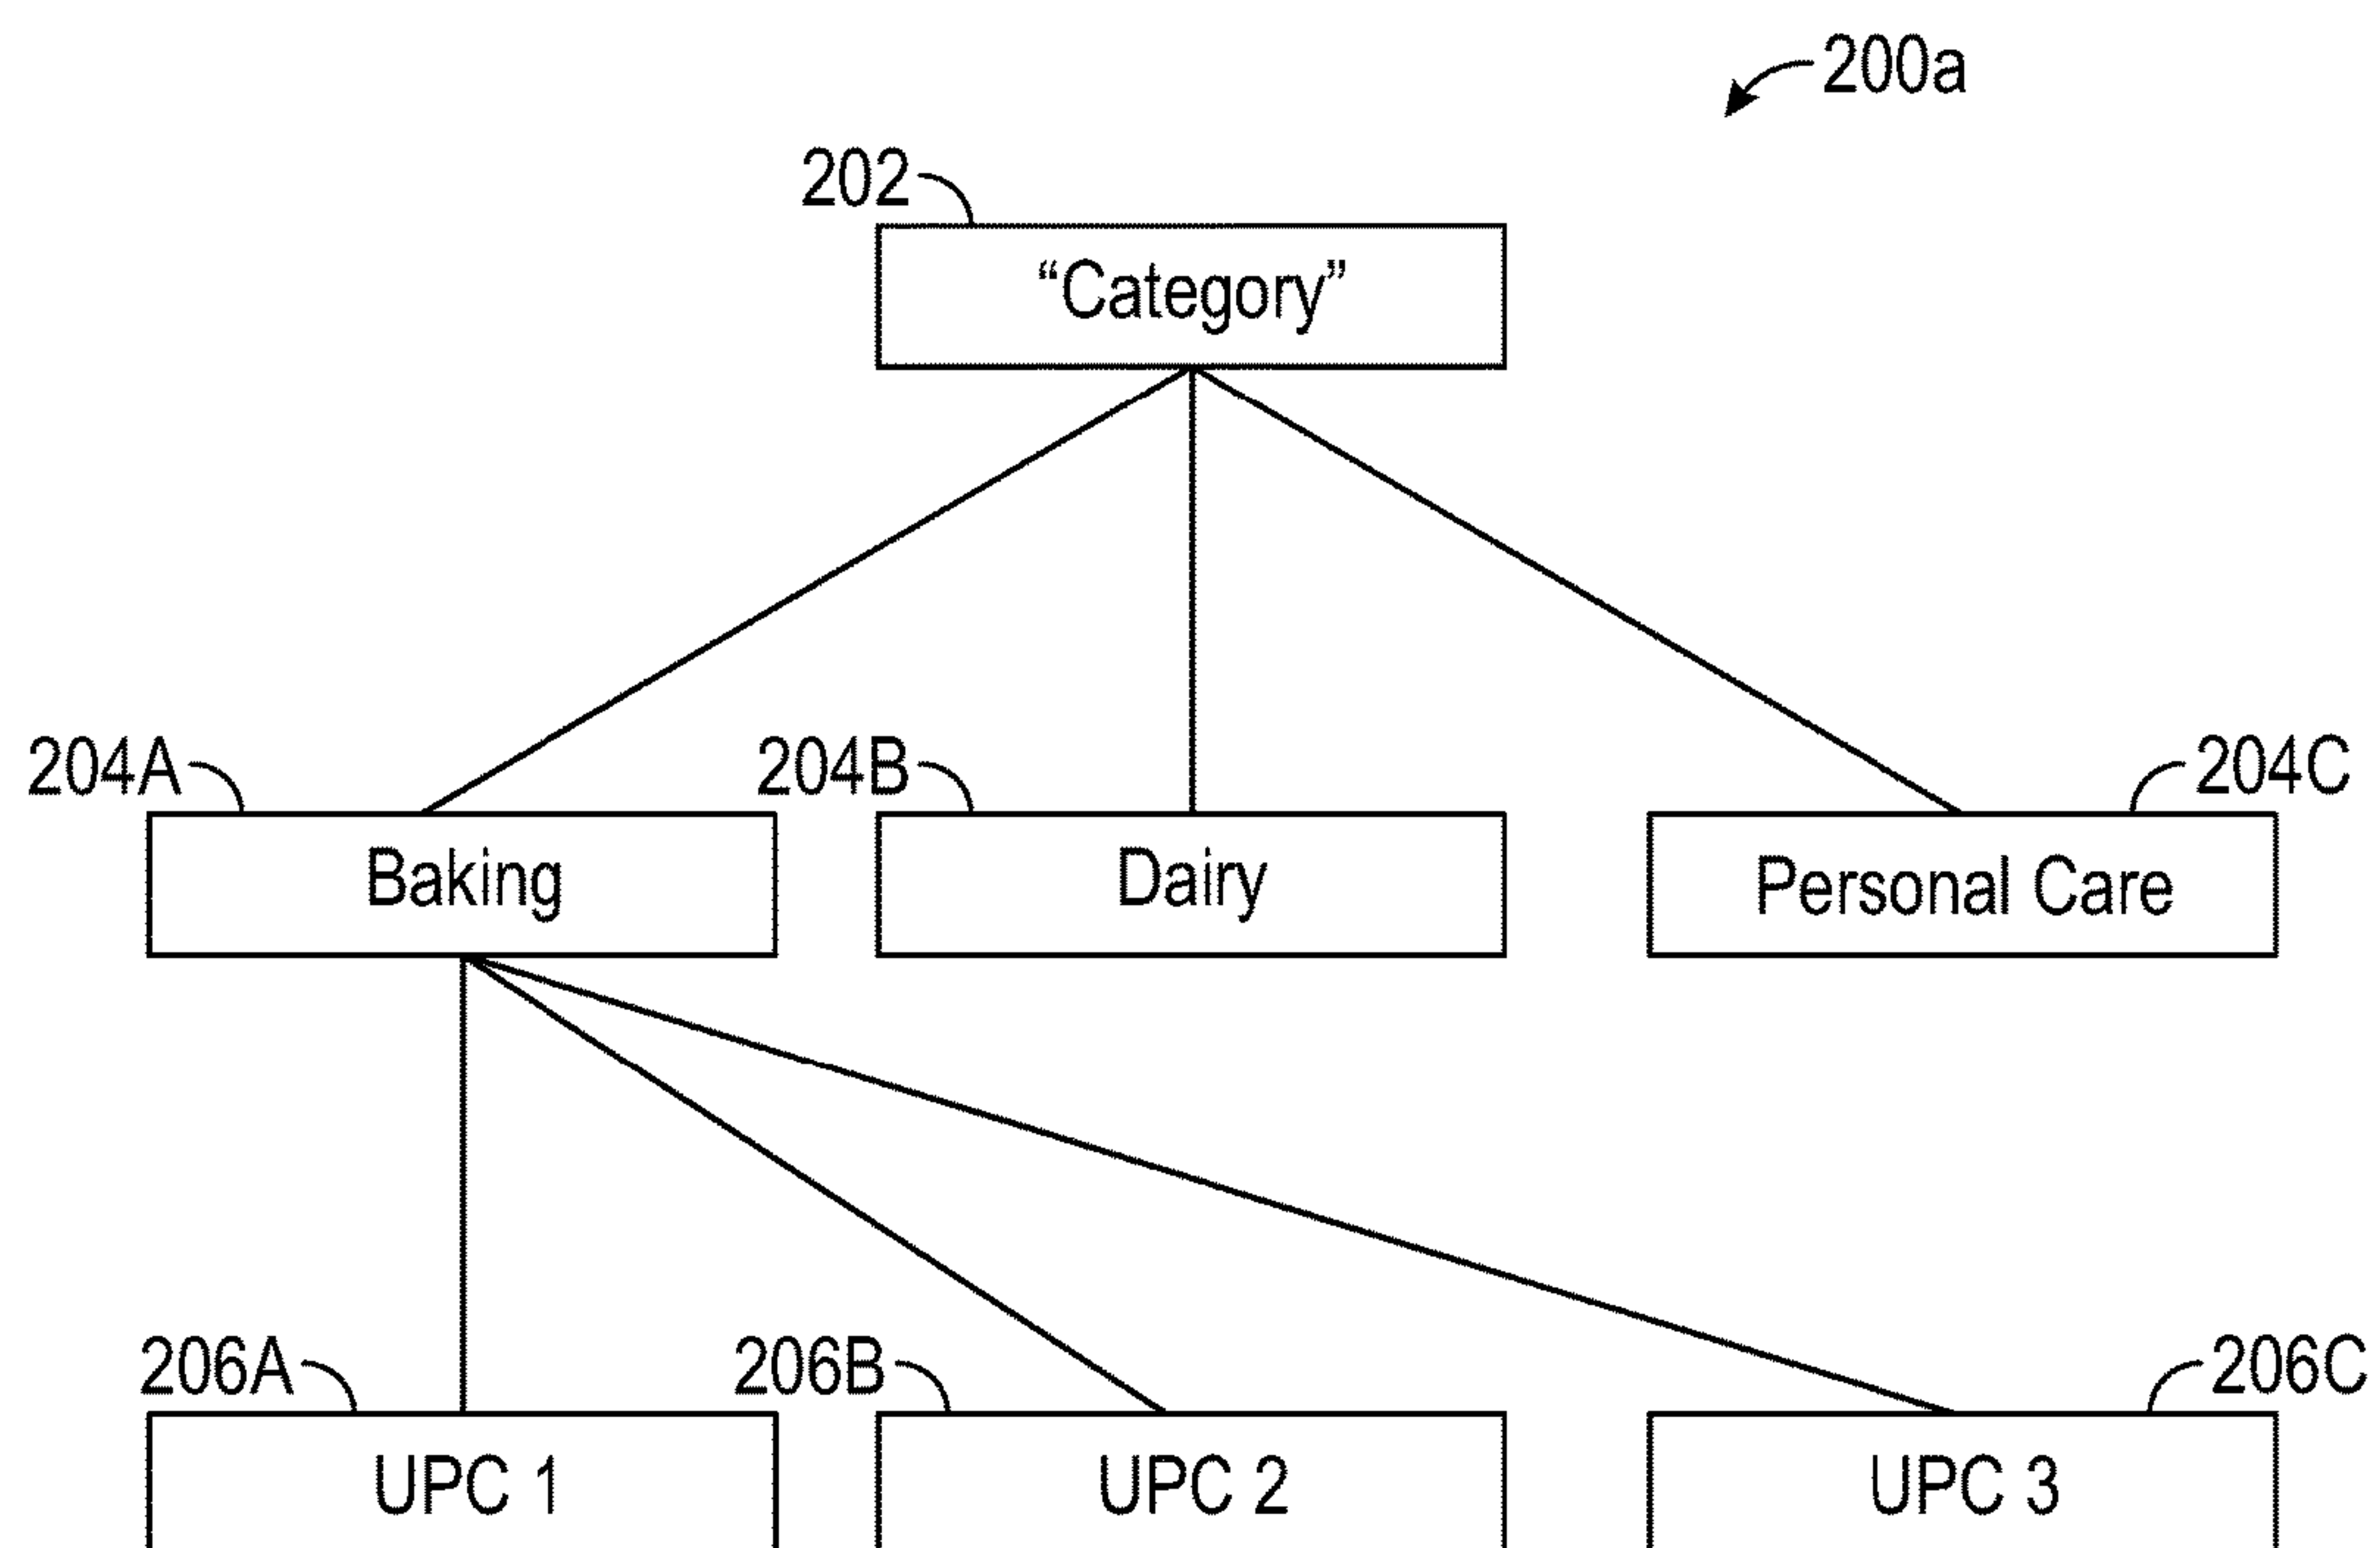 200a
202
“Category”
204A
204B
204C
Baking
Dairy
Personal Care
206A
206B
206C
UPC 1
UPC 2
UPC 3